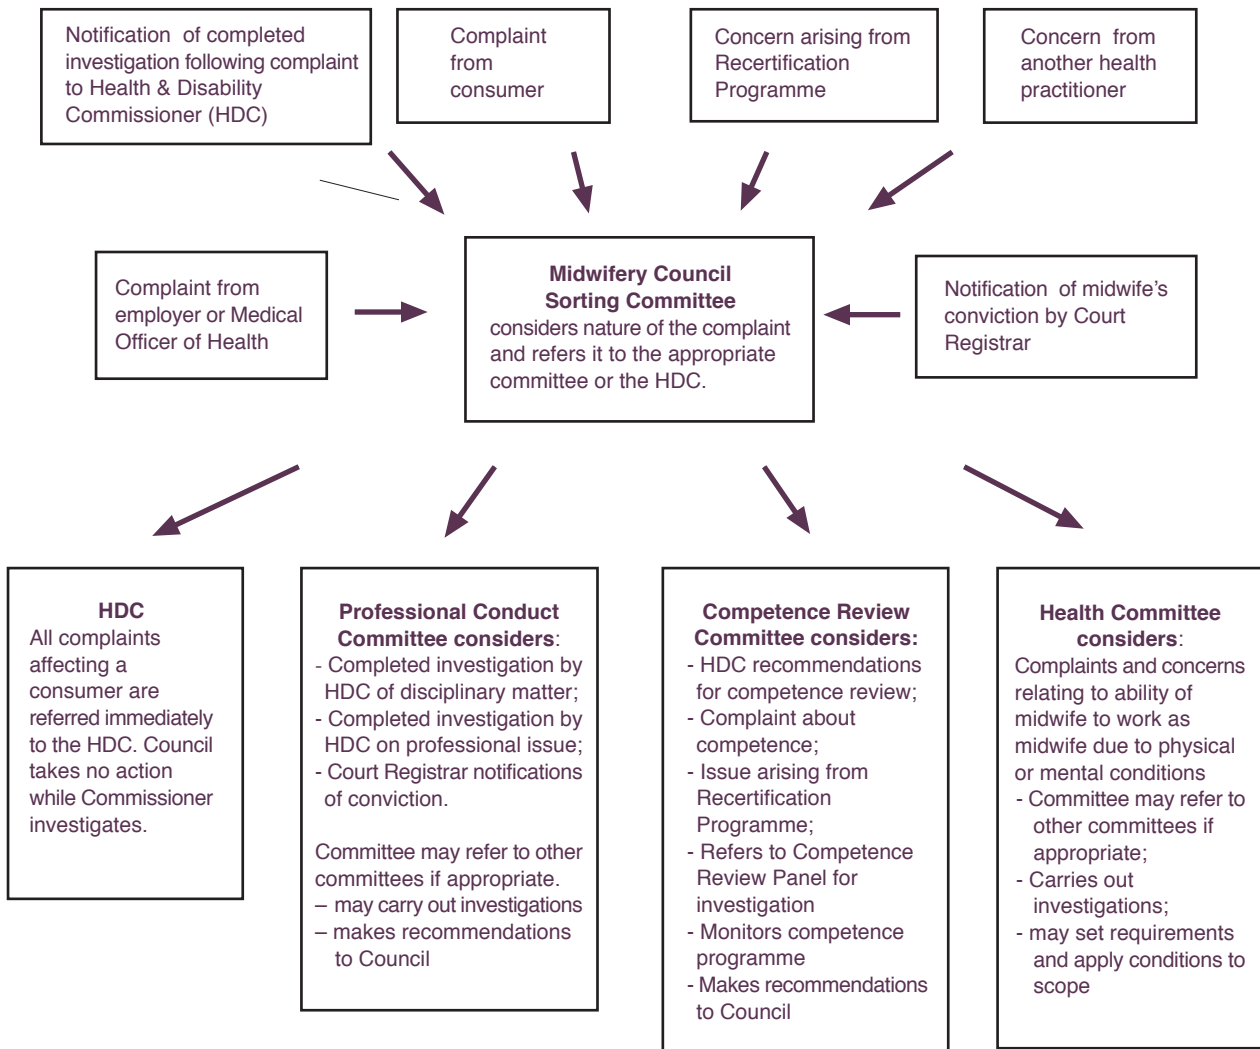 Notification of completed
investigation following complaint
to Health & Disability
Commissioner (HDC)
Complaint
from
consumer
Concern arising from
Recertification
Programme
Concern from
another health
practitioner
Complaint from
employer or Medical
Officer of Health
Midwifery Council
Sorting Committee
considers nature of the complaint
and refers it to the appropriate
committee or the HDC.
Notification of midwife's
conviction by Court
Registrar
HDC
All complaints
affecting a
consumer are
referred immediately
to the HDC. Council
takes no action
while Commissioner
investigates.
Professional Conduct
Committee considers:
- Completed investigation by
HDC of disciplinary matter;
- Completed investigation by
HDC on professional issue;
- Court Registrar notifications
of conviction.
Committee may refer to other
committees if appropriate.
– may carry out investigations
– makes recommendations
to Council
Competence Review
Committee considers:
- HDC recommendations
for competence review;
- Complaint about
competence;
- Issue arising from
Recertification
Programme;
- Refers to Competence
Review Panel for
investigation
- Monitors competence
programme
- Makes recommendations
to Council
Health Committee
considers:
Complaints and concerns
relating to ability of
midwife to work as
midwife due to physical
or mental conditions
- Committee may refer to
other committees if
appropriate;
- Carries out
investigations;
- may set requirements
and apply conditions to
scope